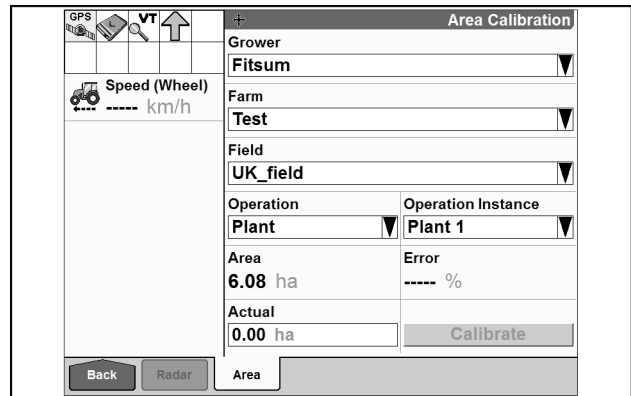 GPS VT
Speed (Wheel)
----- km/h
Area Calibration
Grower
Fitsum
Farm
Test
Field
UK_field
Operation
Plant
Operation Instance
Plant 1
Area
6.08 ha
Error
----- %
Actual
0.00 ha
Calibrate
Back
Radar
Area